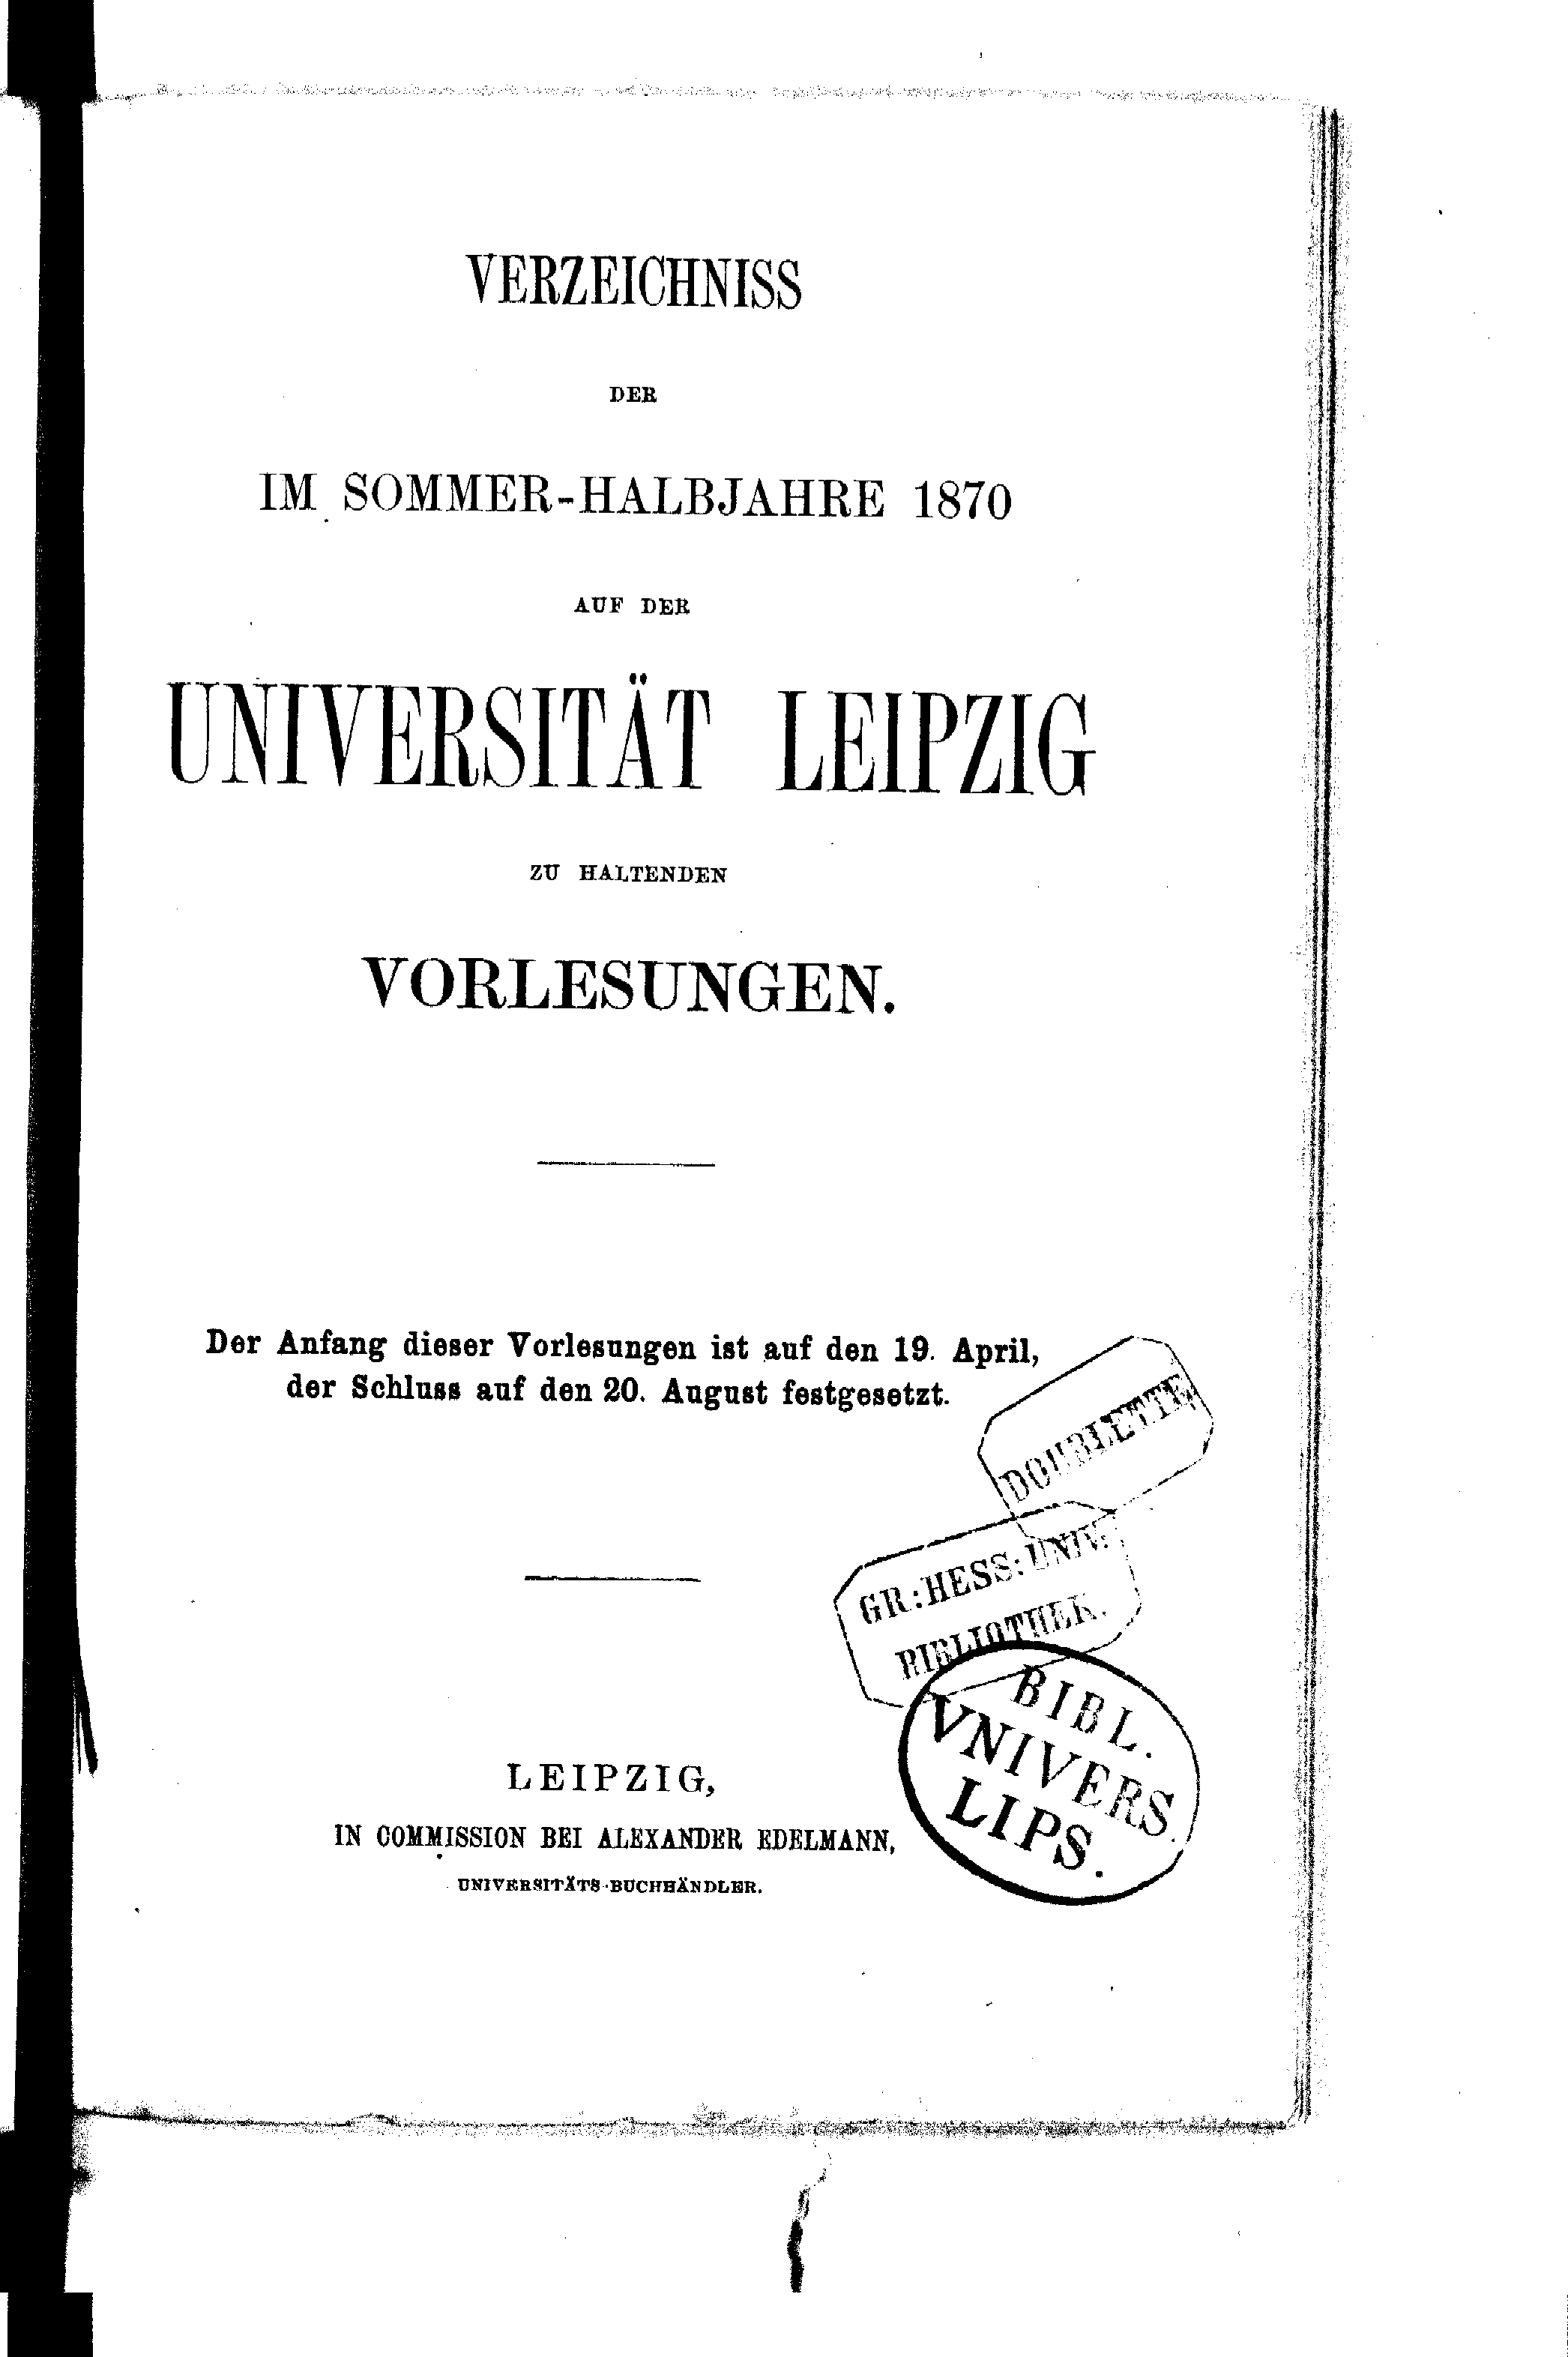 VERZEICHNISS
DER
IM SOMMER-HALBJAHRE 1870
AUF DER
UNIVERSITÄT LEIPZIG
ZU HALTENDEN
VORLESUNGEN.
Der Anfang dieser Vorlesungen ist auf den 19. April,
der Schluss auf den 20. August festgesetzt.
DOUBLETTE
GR: HESS: UNIV.
BIBLIOTHEK.
BIBL.
VNIVERS.
LIPS.
LEIPZIG,
IN COMMISSION BEI ALEXANDER EDELMANN,
UNIVERSITÄTS-BUCHHÄNDLER.